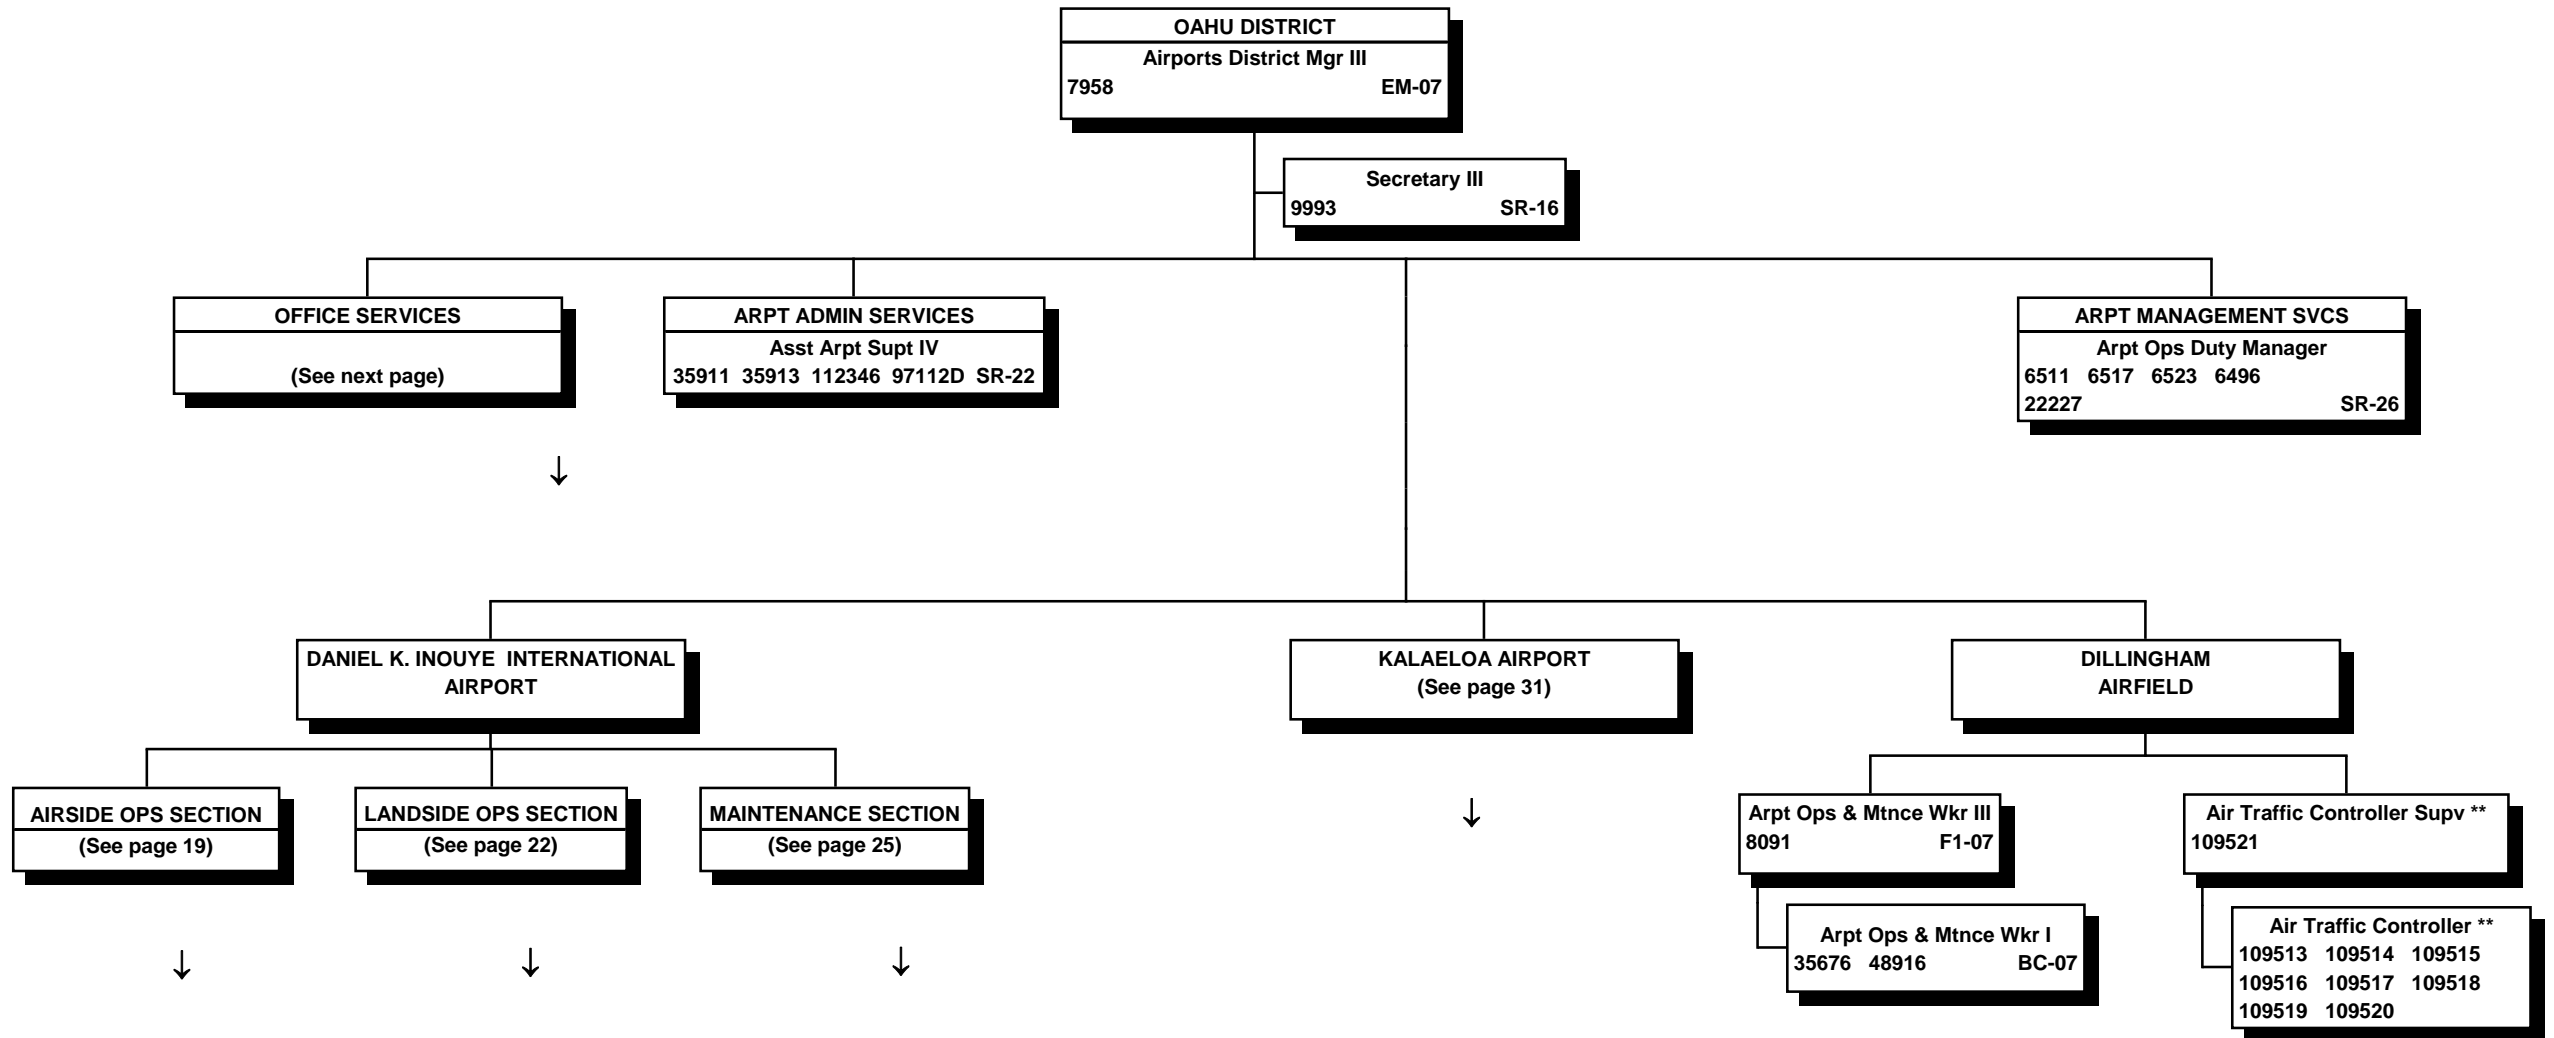 OAHU DISTRICT
Airports District Mgr III
7958 EM-07
Secretary III
9993 SR-16
OFFICE SERVICES
(See next page)
ARPT ADMIN SERVICES
Asst Arpt Supt IV
35911 35913 112346 97112D SR-22
ARPT MANAGEMENT SVCS
Arpt Ops Duty Manager
6511 6517 6523 6496
22227 SR-26
↓
DANIEL K. INOUYE INTERNATIONAL
AIRPORT
KALAELOA AIRPORT
(See page 31)
DILLINGHAM
AIRFIELD
AIRSIDE OPS SECTION
(See page 19)
LANDSIDE OPS SECTION
(See page 22)
MAINTENANCE SECTION
(See page 25)
↓
Arpt Ops & Mtnce Wkr III
8091 F1-07
Air Traffic Controller Supv **
109521
Arpt Ops & Mtnce Wkr I
35676 48916 BC-07
Air Traffic Controller **
109513 109514 109515
109516 109517 109518
109519 109520
↓ ↓ ↓